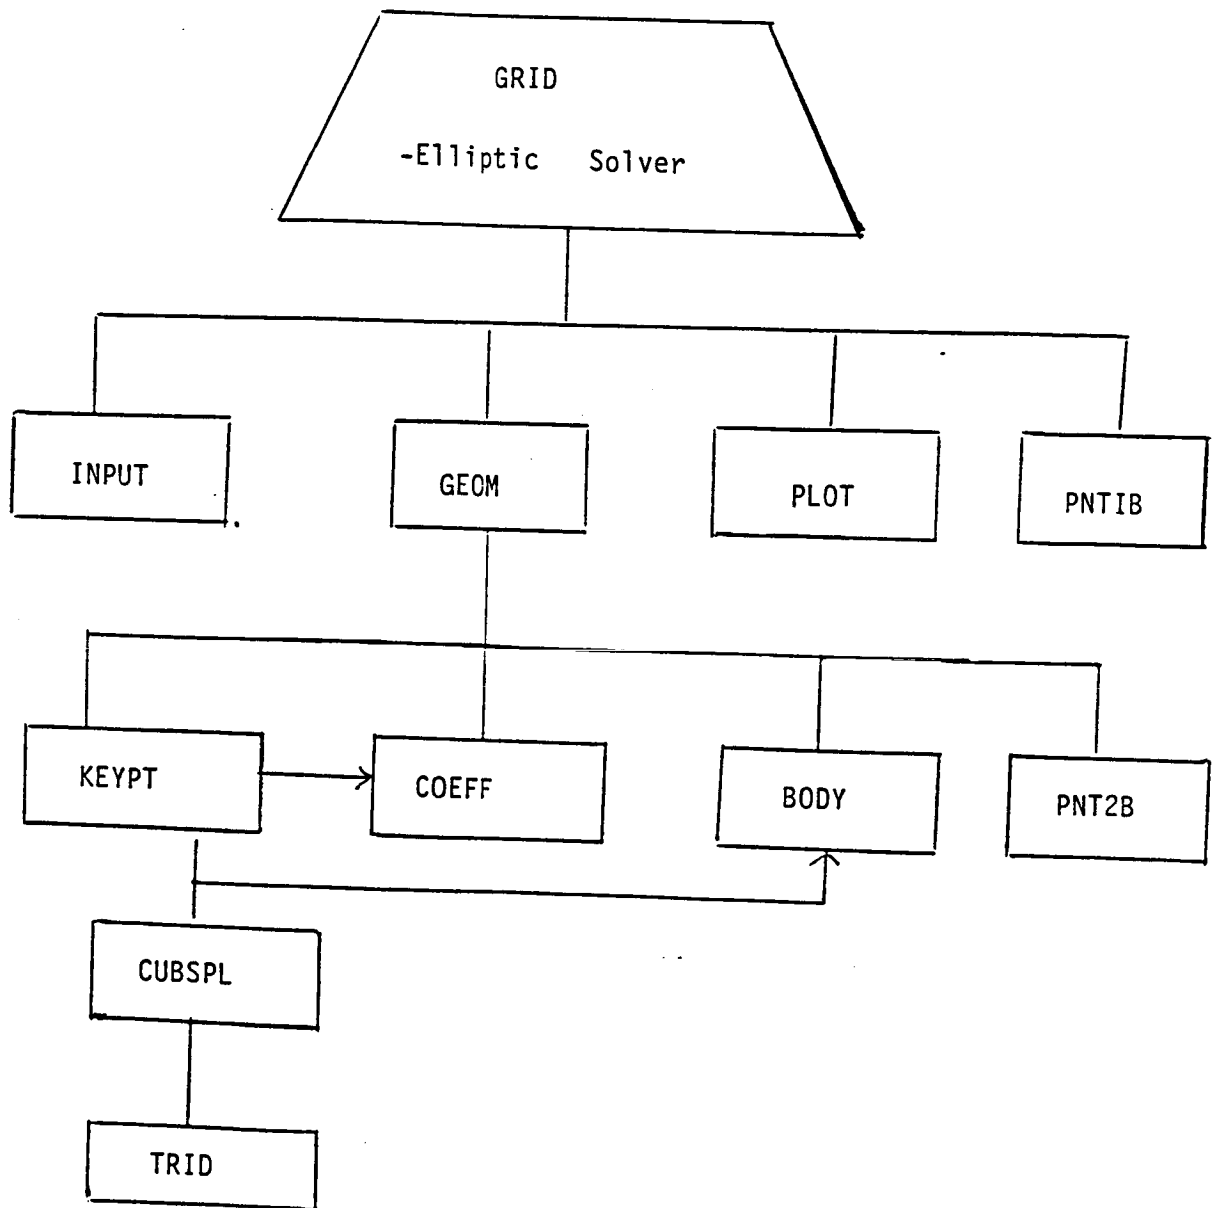 GRID
-Elliptic Solver
INPUT
GEOM
PLOT
PNTIB
KEYPT
COEFF
BODY
PNT2B
CUBSPL
TRID